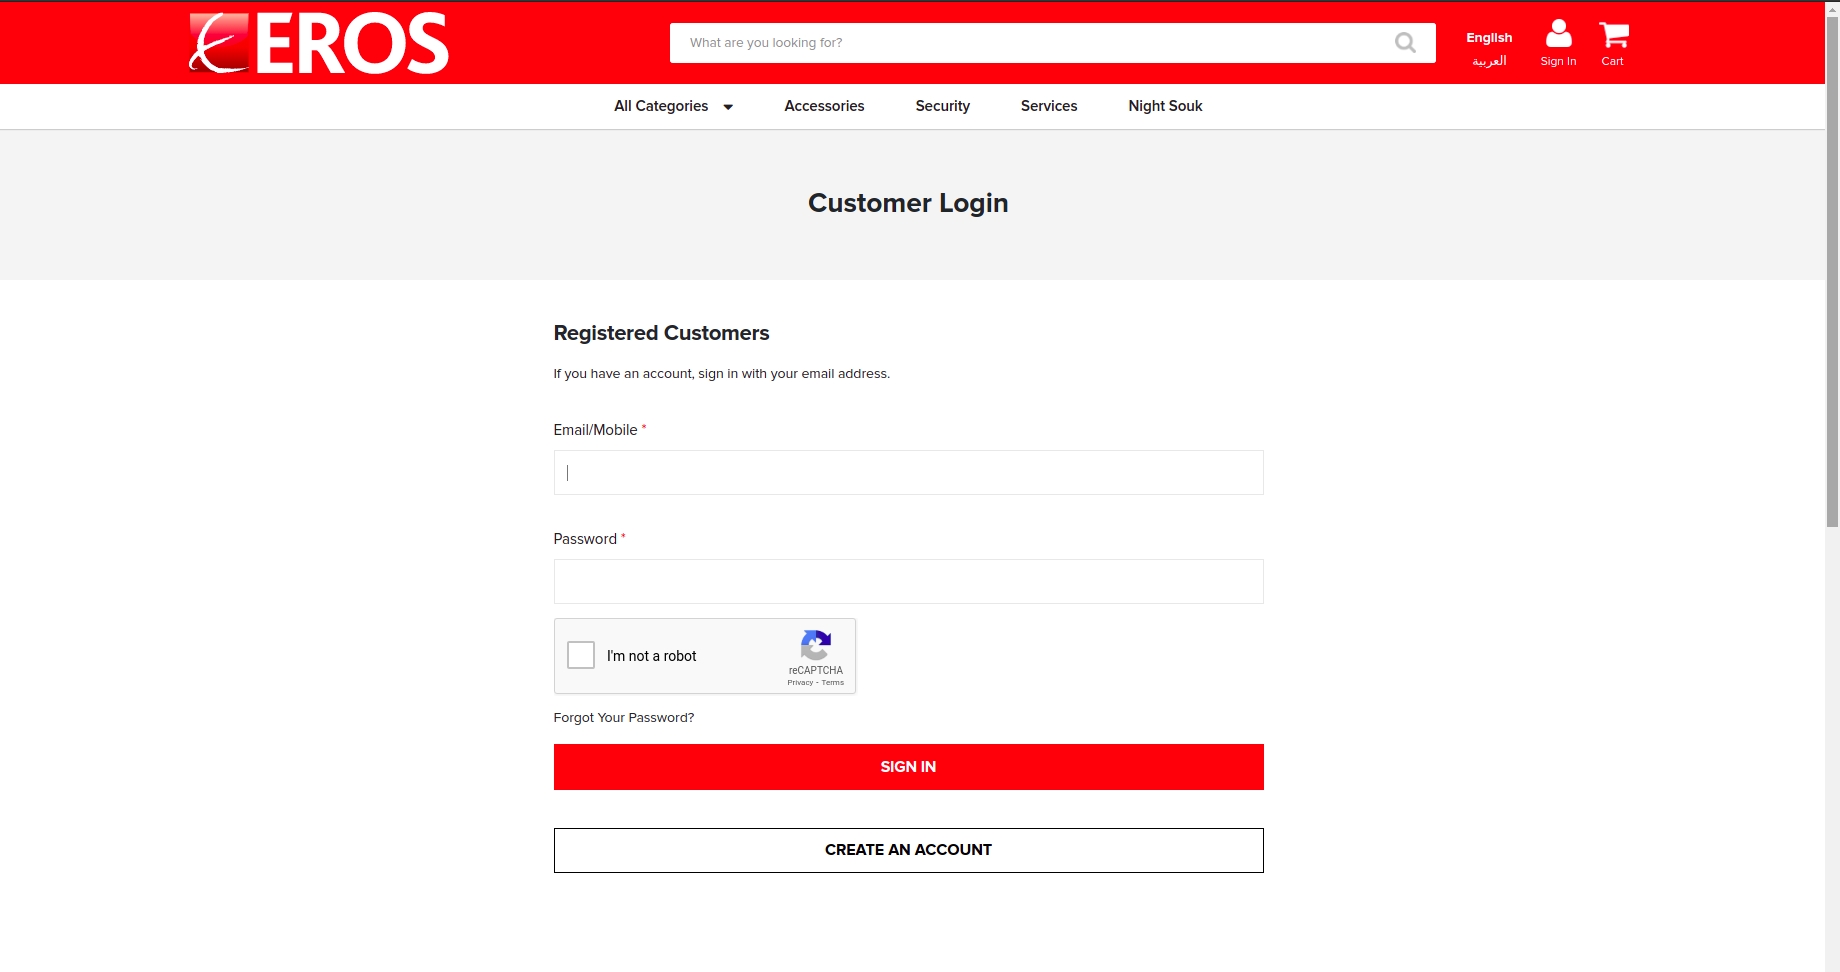 EROS
What are you looking for?
English
العربية
Sign In
Cart
All Categories
Accessories
Security
Services
Night Souk
Customer Login
Registered Customers
If you have an account, sign in with your email address.
Email/Mobile *
Password *
I'm not a robot
reCAPTCHA
Privacy - Terms
Forgot Your Password?
SIGN IN
CREATE AN ACCOUNT